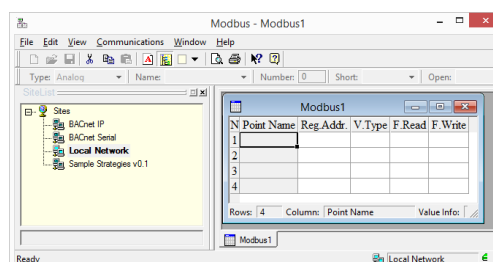 Modbus - Modbus1
File Edit View Communications Window Help
Type: Analog Name: Number: 0 Short: Open:
SiteList
Sites
BACnet IP
BACnet Serial
Local Network
Sample Strategies v0.1
Modbus1
N Point Name Reg.Addr. V.Type F.Read F.Write
1
2
3
4
Rows: 4 Column: Point Name Value Info:
Modbus1
Ready Local Network